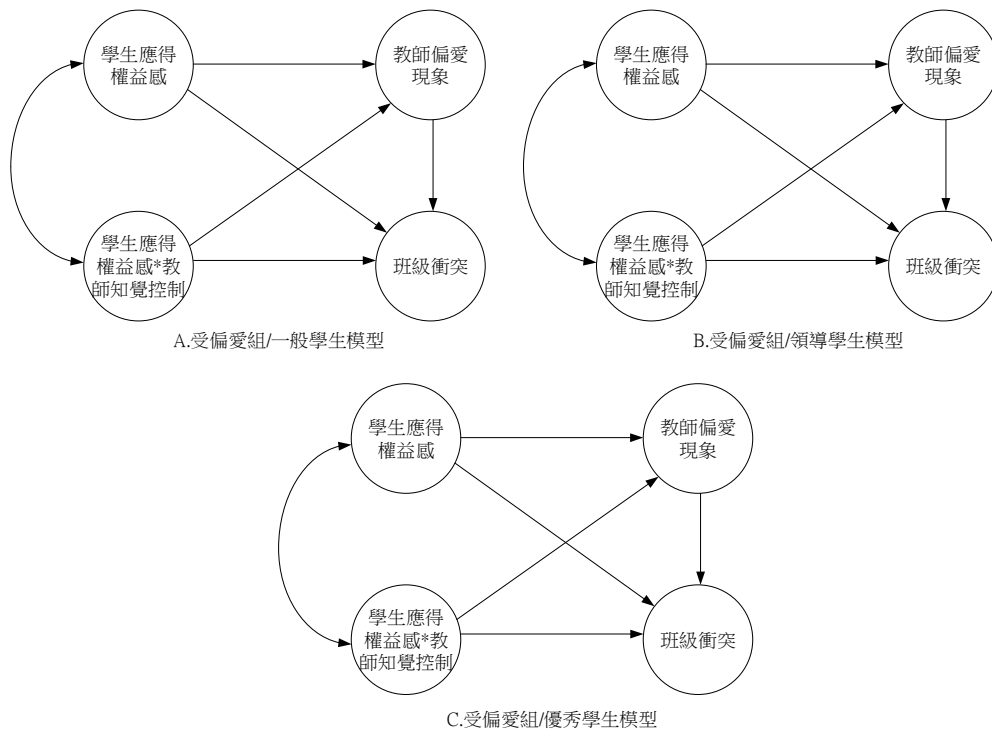 學生應得
權益感
教師偏愛
現象
學生應得
權益感*教
師知覺控制
班級衝突
A.受偏愛組/一般學生模型
學生應得
權益感
教師偏愛
現象
學生應得
權益感*教
師知覺控制
班級衝突
B.受偏愛組/領導學生模型
學生應得
權益感
教師偏愛
現象
學生應得
權益感*教
師知覺控制
班級衝突
C.受偏愛組/優秀學生模型